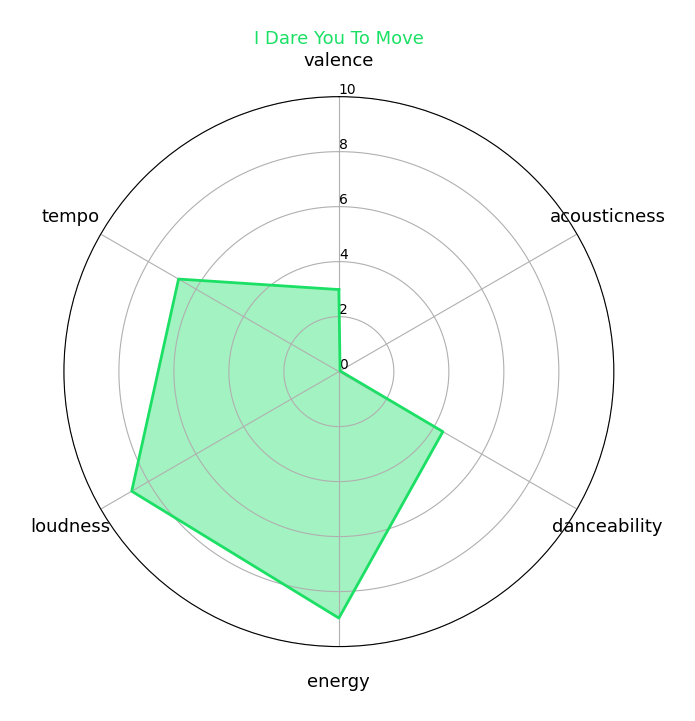 I Dare You To Move
valence
10
8
tempo
6
acousticness
4
2
0
loudness
danceability
energy